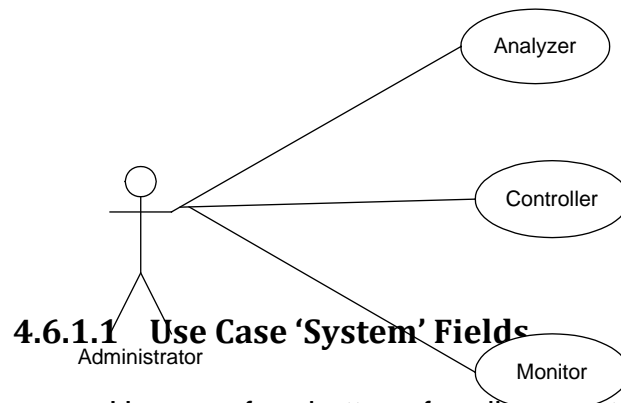 Analyzer
Controller
4.6.1.1 Use Case ‘System’ Fields
Administrator
Monitor